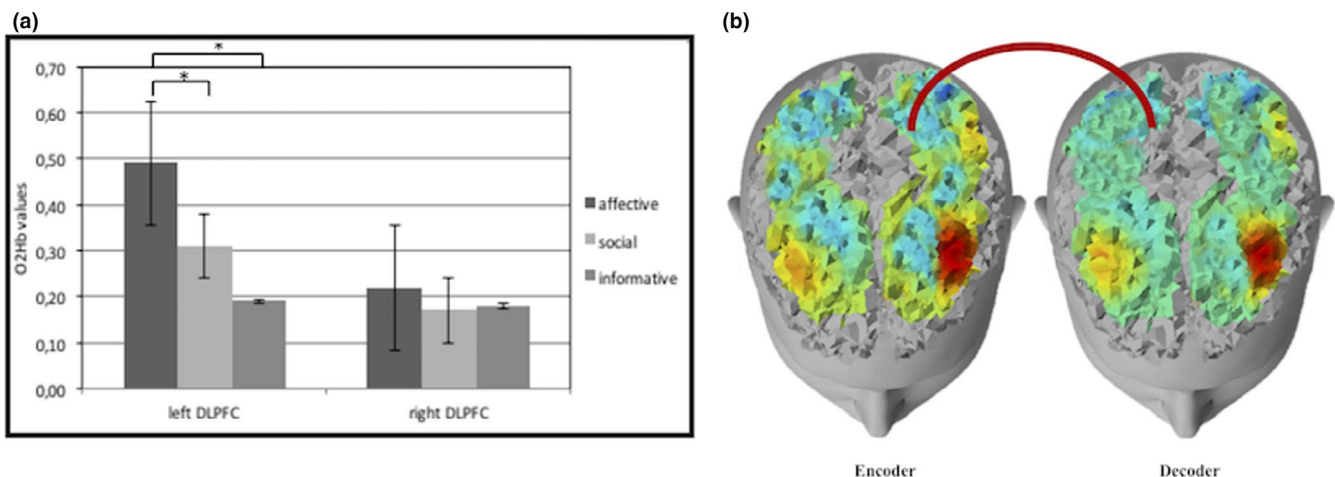 (a)
(b)
*
*
0,70
0,60
0,50
0,40
0,30
0,20
0,10
0,00
O2Hb values
left DLPFC
right DLPFC
affective
social
informative
Encoder
Decoder